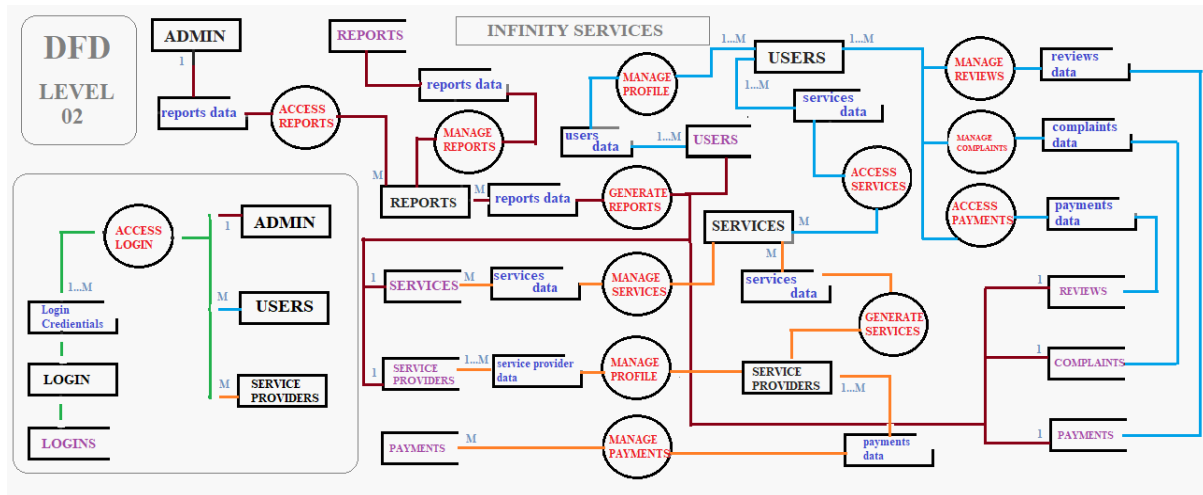 DFD
LEVEL
02
ADMIN
1
reports data
ACCESS
REPORTS
REPORTS
reports data
MANAGE
REPORTS
M
REPORTS
M
reports data
GENERATE
REPORTS
INFINITY SERVICES
1...M
USERS
1...M
1...M
MANAGE
PROFILE
users
data
1...M
USERS
services
data
ACCESS
SERVICES
MANAGE
REVIEWS
reviews
data
MANAGE
COMPLAINTS
complaints
data
ACCESS
PAYMENTS
payments
data
ACCESS
LOGIN
1...M
Login
Credentials
LOGIN
LOGINS
ADMIN
1
M
USERS
M
SERVICE
PROVIDERS
1
SERVICES
M
services
data
MANAGE
SERVICES
SERVICES
M
M
services
data
GENERATE
SERVICES
1
SERVICE
PROVIDERS
1...M
service provider
data
MANAGE
PROFILE
SERVICE
PROVIDERS
1...M
PAYMENTS
M
MANAGE
PAYMENTS
payments
data
1
REVIEWS
1
COMPLAINTS
1
PAYMENTS